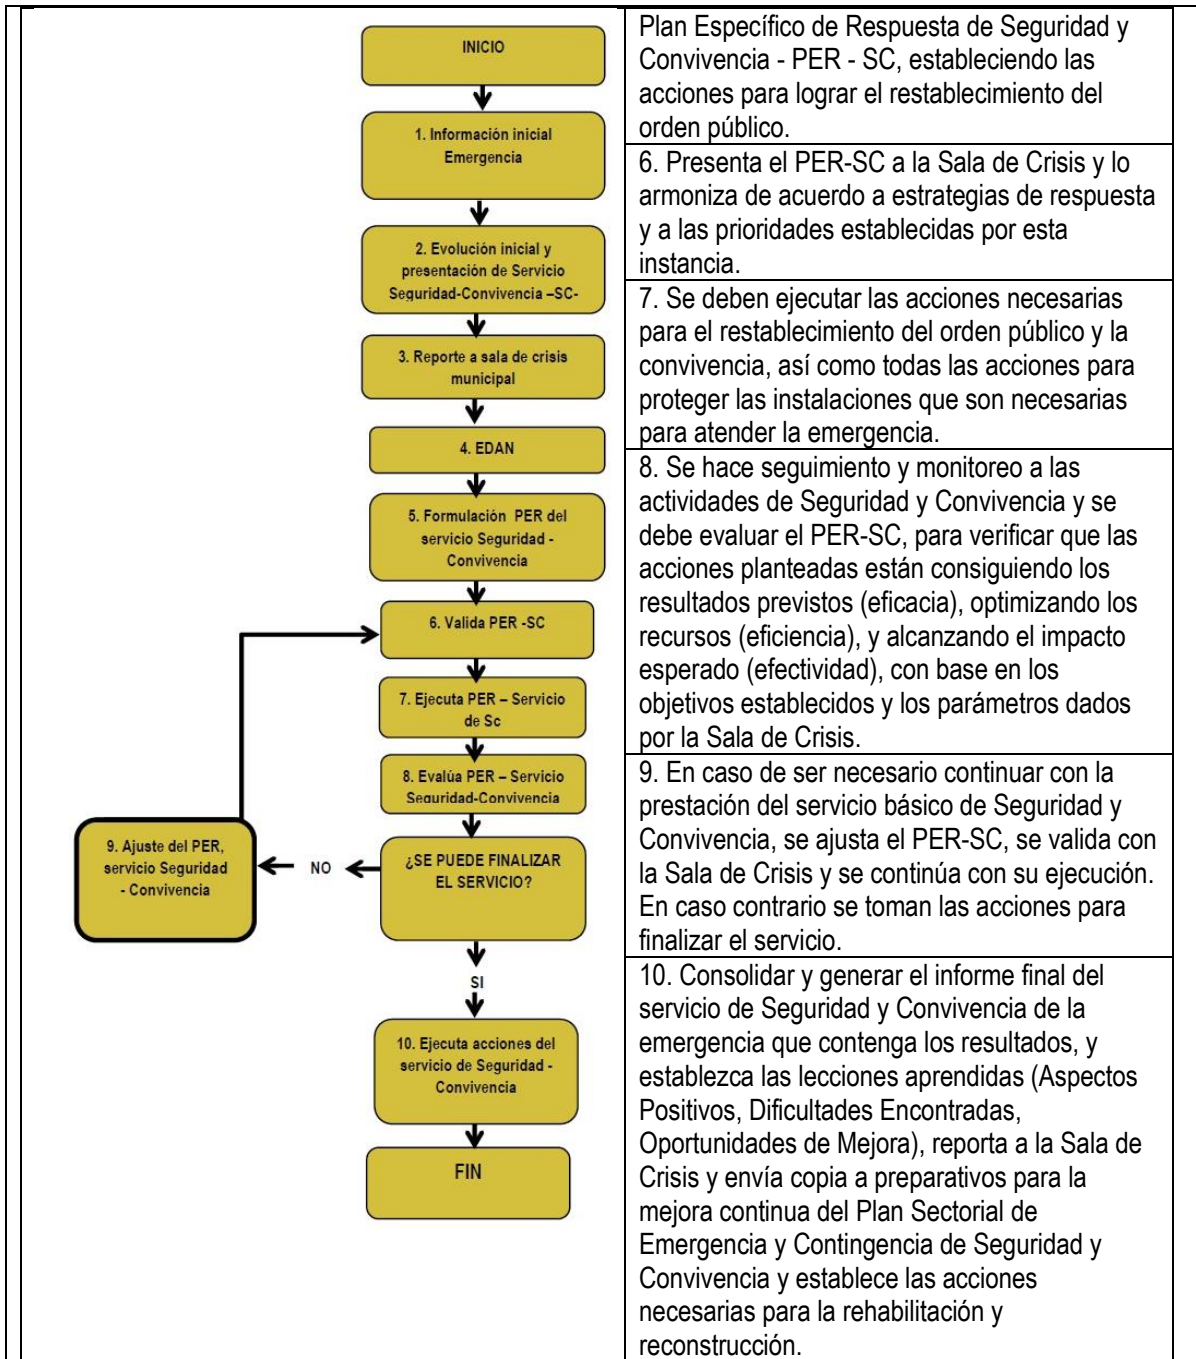 INICIO
1. Información inicial
Emergencia
2. Evolución inicial y
presentación de Servicio
Seguridad-Convivencia –SC-
3. Reporte a sala de crisis
municipal
4. EDAN
5. Formulación PER del
servicio Seguridad -
Convivencia
6. Valida PER -SC
7. Ejecuta PER – Servicio
de Sc
8. Evalúa PER – Servicio
Seguridad-Convivencia
¿SE PUEDE FINALIZAR
EL SERVICIO?
NO
9. Ajuste del PER,
servicio Seguridad
- Convivencia
SI
10. Ejecuta acciones del
servicio de Seguridad -
Convivencia
FIN
Plan Específico de Respuesta de Seguridad y
Convivencia - PER - SC, estableciendo las
acciones para lograr el restablecimiento del
orden público.
6. Presenta el PER-SC a la Sala de Crisis y lo
armoniza de acuerdo a estrategias de respuesta
y a las prioridades establecidas por esta
instancia.
7. Se deben ejecutar las acciones necesarias
para el restablecimiento del orden público y la
convivencia, así como todas las acciones para
proteger las instalaciones que son necesarias
para atender la emergencia.
8. Se hace seguimiento y monitoreo a las
actividades de Seguridad y Convivencia y se
debe evaluar el PER-SC, para verificar que las
acciones planteadas están consiguiendo los
resultados previstos (eficacia), optimizando los
recursos (eficiencia), y alcanzando el impacto
esperado (efectividad), con base en los
objetivos establecidos y los parámetros dados
por la Sala de Crisis.
9. En caso de ser necesario continuar con la
prestación del servicio básico de Seguridad y
Convivencia, se ajusta el PER-SC, se valida con
la Sala de Crisis y se continúa con su ejecución.
En caso contrario se toman las acciones para
finalizar el servicio.
10. Consolidar y generar el informe final del
servicio de Seguridad y Convivencia de la
emergencia que contenga los resultados, y
establezca las lecciones aprendidas (Aspectos
Positivos, Dificultades Encontradas,
Oportunidades de Mejora), reporta a la Sala de
Crisis y envía copia a preparativos para la
mejora continua del Plan Sectorial de
Emergencia y Contingencia de Seguridad y
Convivencia y establece las acciones
necesarias para la rehabilitación y
reconstrucción.